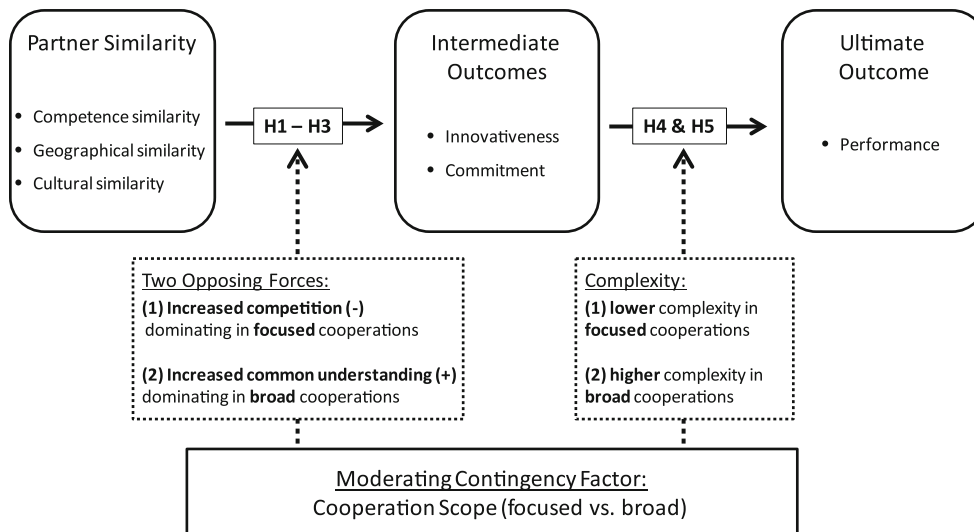 Partner Similarity
• Competence similarity
• Geographical similarity
• Cultural similarity
H1 – H3
Intermediate
Outcomes
• Innovativeness
• Commitment
H4 & H5
Ultimate
Outcome
• Performance
Two Opposing Forces:
(1) Increased competition (-)
dominating in focused cooperations
(2) Increased common understanding (+)
dominating in broad cooperations
Complexity:
(1) lower complexity in
focused cooperations
(2) higher complexity in
broad cooperations
Moderating Contingency Factor:
Cooperation Scope (focused vs. broad)